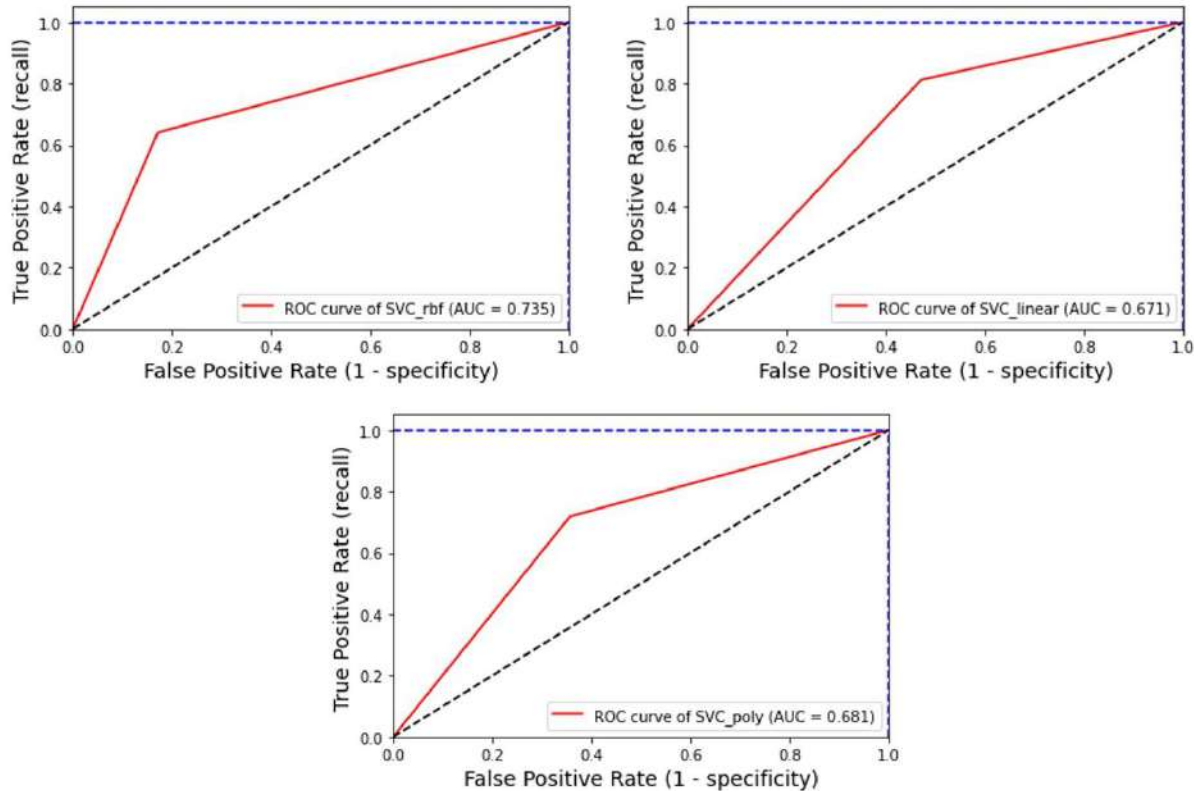 True Positive Rate (recall)
1.0
0.8
0.6
0.4
0.2
0.0
ROC curve of SVC_rbf (AUC = 0.735)
0.0 0.2 0.4 0.6 0.8 1.0
False Positive Rate (1 - specificity)
True Positive Rate (recall)
1.0
0.8
0.6
0.4
0.2
0.0
ROC curve of SVC_linear (AUC = 0.671)
0.0 0.2 0.4 0.6 0.8 1.0
False Positive Rate (1 - specificity)
True Positive Rate (recall)
1.0
0.8
0.6
0.4
0.2
0.0
ROC curve of SVC_poly (AUC = 0.681)
0.0 0.2 0.4 0.6 0.8 1.0
False Positive Rate (1 - specificity)